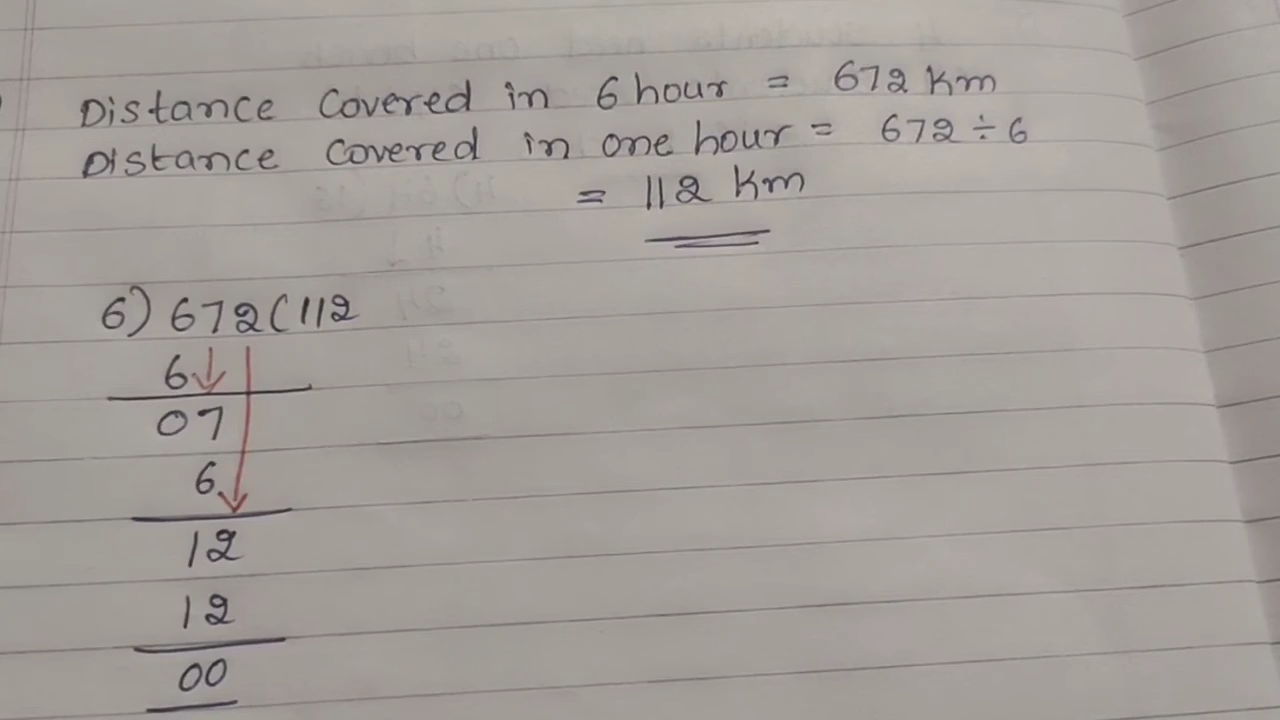 Distance Covered in 6 hour = 672 Km
Distance Covered in one hour = 672 ÷ 6
= 112 Km
6) 672 ( 112
6
07
6
12
12
00